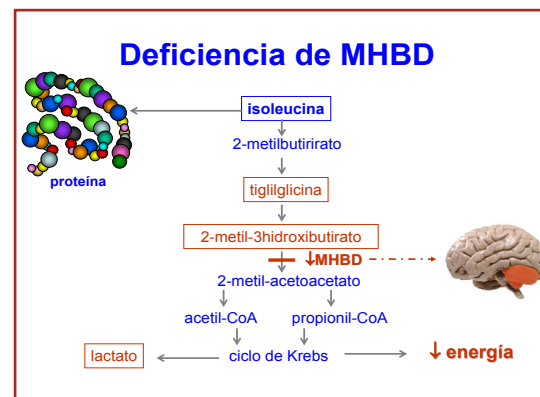 Deficiencia de MHBD
isoleucina
2-metilbutirirato
proteína
tiglilglicina
2-metil-3hidroxibutirato
↓MHBD
2-metil-acetoacetato
acetil-CoA propionil-CoA
lactato ciclo de Krebs ↓ energía